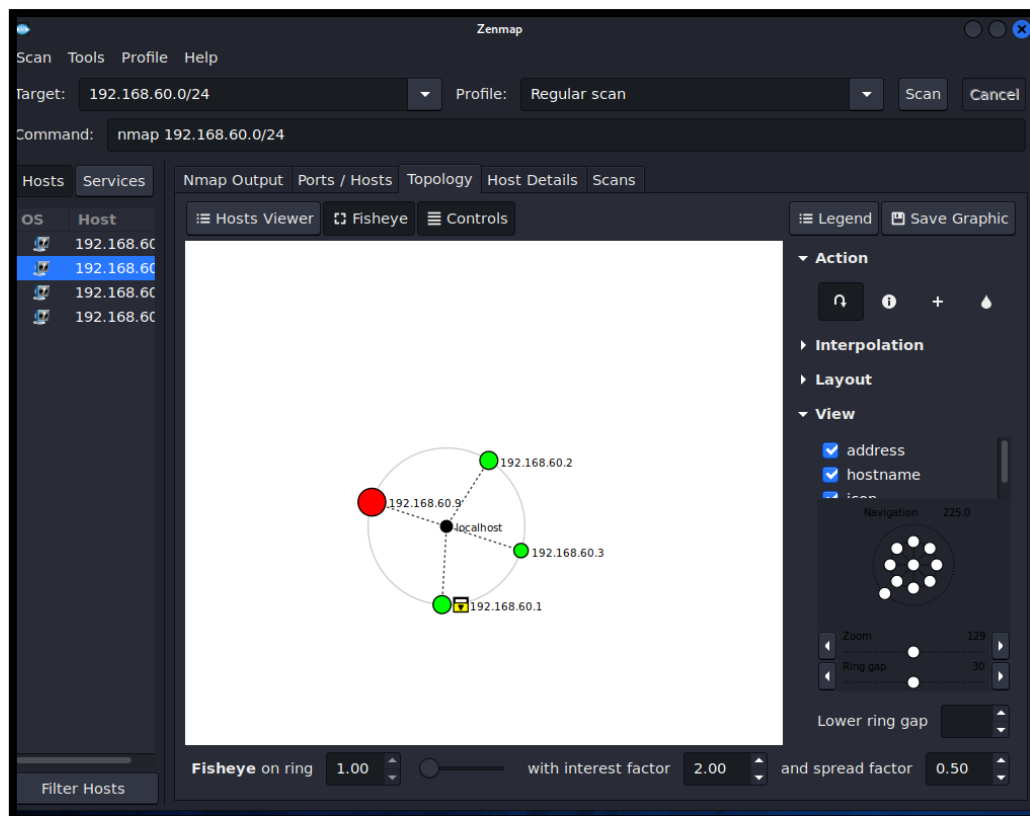 Zenmap
Scan Tools Profile Help
Target: 192.168.60.0/24 Profile: Regular scan Scan Cancel
Command: nmap 192.168.60.0/24
Hosts Services Nmap Output Ports / Hosts Topology Host Details Scans
OS Host Hosts Viewer Fisheye Controls Legend Save Graphic
192.168.60
192.168.60
192.168.60
192.168.60
Action
Interpolation
Layout
View
address
hostname
icon
192.168.60.2
192.168.60.9
localhost
192.168.60.3
192.168.60.1
Navigation 225.0
Zoom 129
Ring gap 30
Lower ring gap
Fisheye on ring 1.00 with interest factor 2.00 and spread factor 0.50
Filter Hosts